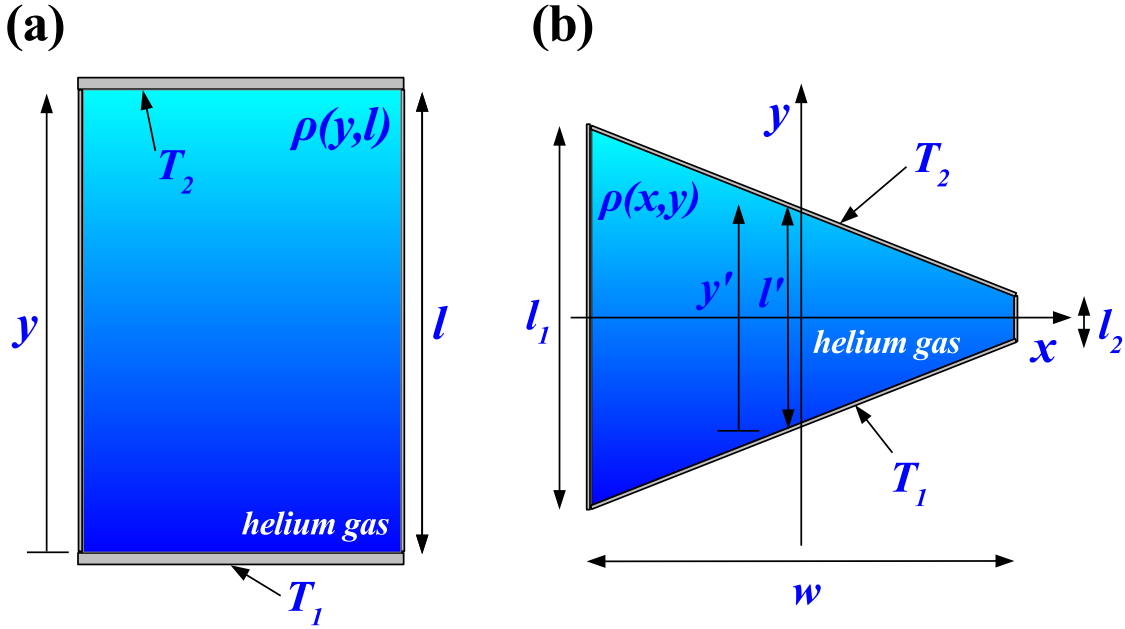 (a)
ρ(y,l)
T₂
y
l
helium gas
T₁
(b)
y
T₂
ρ(x,y)
y′
l′
l₁
helium gas
x
l₂
T₁
w